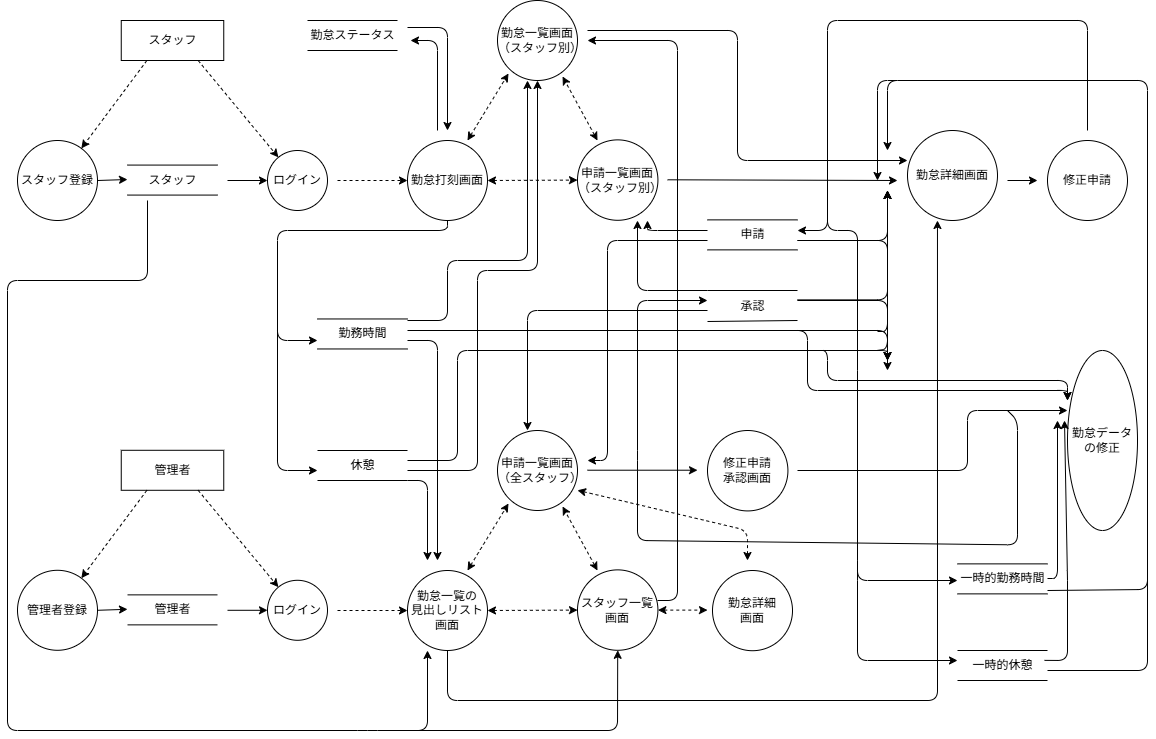 スタッフ
勤怠ステータス
勤怠一覧画面
（スタッフ別）
スタッフ登録
スタッフ
ログイン
勤怠打刻画面
申請一覧画面
（スタッフ別）
勤怠詳細画面
修正申請
申請
承認
勤務時間
休憩
管理者
申請一覧画面
（全スタッフ）
修正申請
承認画面
勤怠データ
の修正
管理者登録
管理者
ログイン
勤怠一覧の
見出しリスト
画面
スタッフ一覧
画面
勤怠詳細
画面
一時的勤務時間
一時的休憩